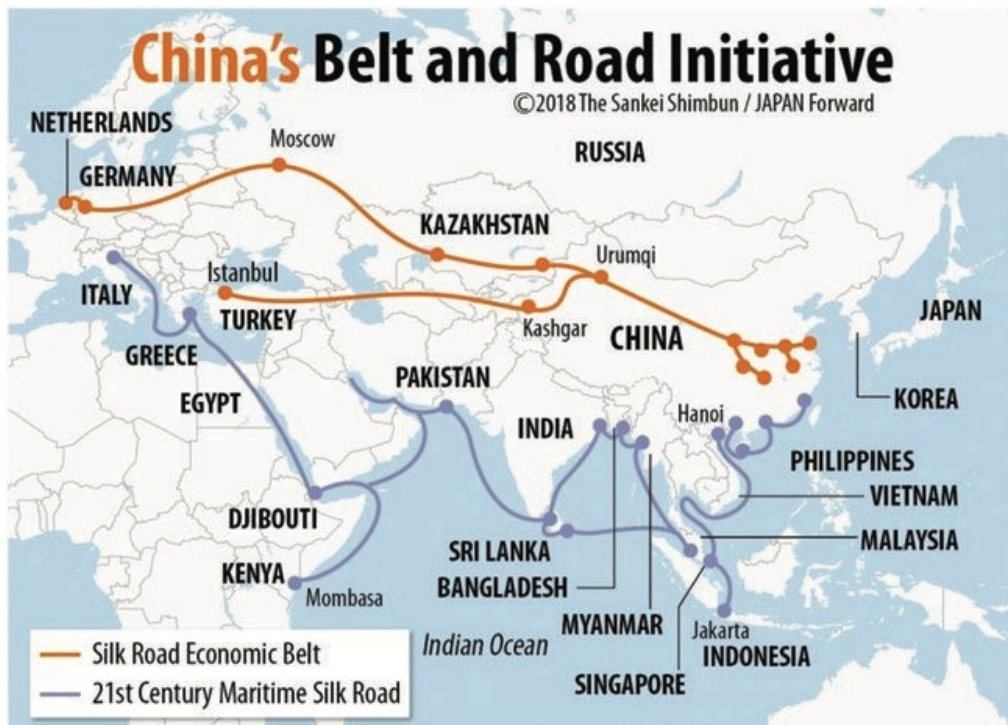 China's Belt and Road Initiative
©2018 The Sankei Shimbun / JAPAN Forward
NETHERLANDS
Moscow
RUSSIA
GERMANY
KAZAKHSTAN
Urumqi
Istanbul
ITALY
TURKEY
Kashgar
JAPAN
CHINA
GREECE
PAKISTAN
EGYPT
KOREA
Hanoi
INDIA
PHILIPPINES
VIETNAM
DJIBOUTI
MALAYSIA
SRI LANKA
KENYA
BANGLADESH
Mombasa
MYANMAR
Jakarta
Indian Ocean
INDONESIA
SINGAPORE
Silk Road Economic Belt
21st Century Maritime Silk Road